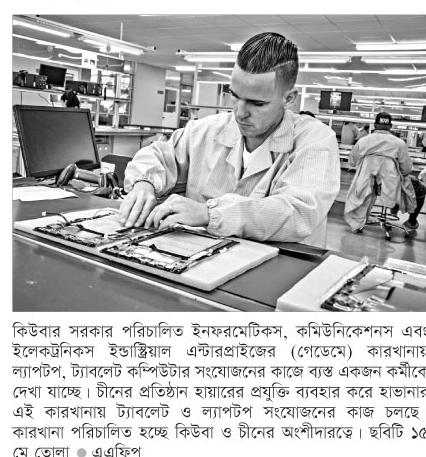 কিউবার সরকার পরিচালিত ইনফরমেটিকস, কমিউনিকেশনস এবং
ইলেকট্রনিকস ইন্ডাস্ট্রিয়াল এন্টারপ্রাইজের (গেডেমে) কারখানায়
ল্যাপটপ, ট্যাবলেট কম্পিউটার সংযোজনের কাজে ব্যস্ত একজন কর্মীকে
দেখা যাচ্ছে। চীনের প্রতিষ্ঠান হায়ারের প্রযুক্তি ব্যবহার করে হাভানার
এই কারখানায় ট্যাবলেট ও ল্যাপটপ সংযোজনের কাজ চলছে।
কারখানা পরিচালিত হচ্ছে কিউবা ও চীনের অংশীদারত্বে। ছবিটি ১৫
মে তোলা ● এএফপি